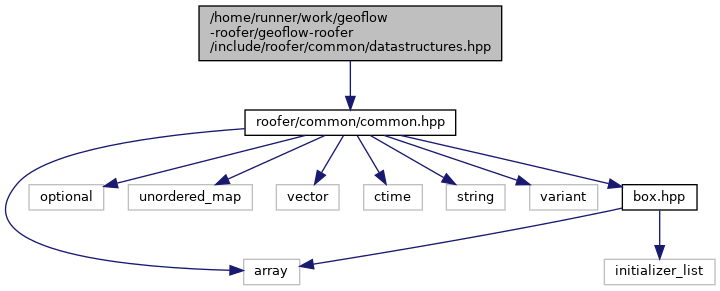 /home/runner/work/geoflow
-roofer/geoflow-roofer
/include/roofer/common/datastructures.hpp
roofer/common/common.hpp
optional
unordered_map
vector
ctime
string
variant
box.hpp
array
initializer_list